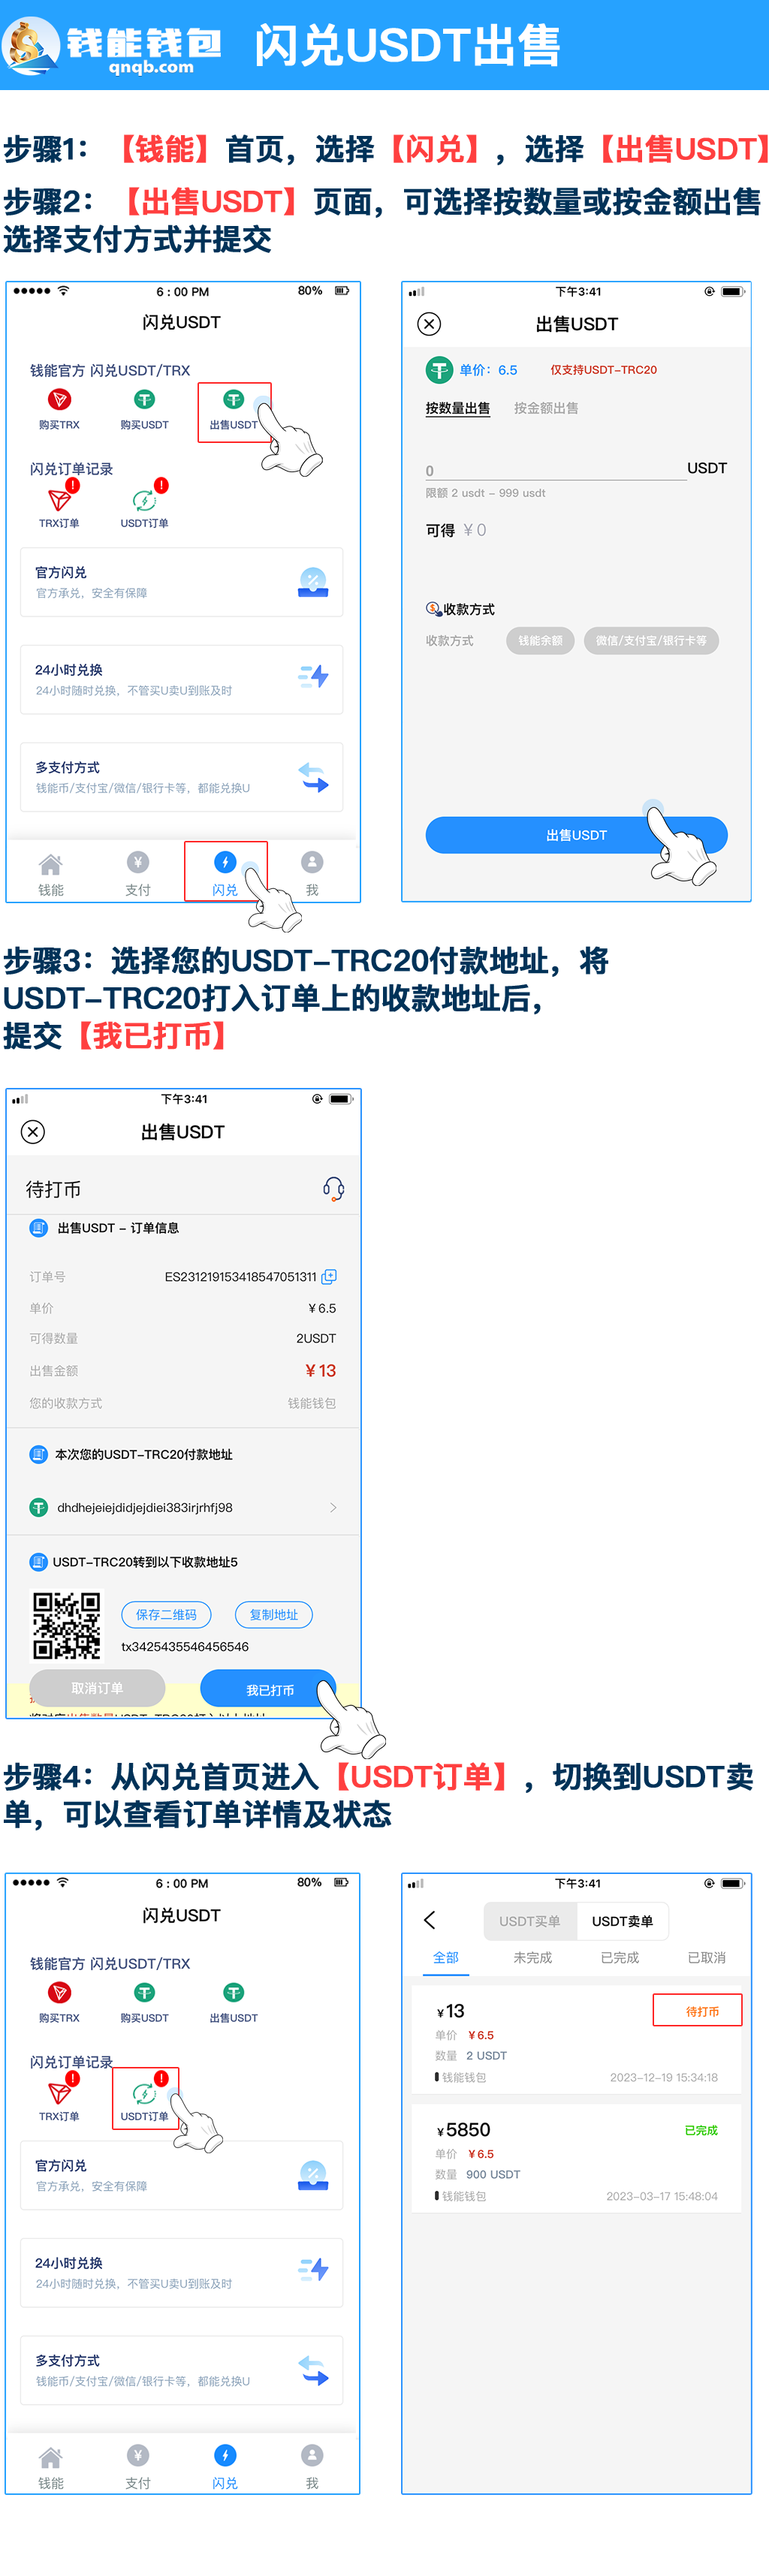 钱能钱包
qnqb.com
闪兑USDT出售
步骤1：【钱能】首页，选择【闪兑】，选择【出售USDT】
步骤2：【出售USDT】页面，可选择按数量或按金额出售
选择支付方式并提交
6 : 00 PM 80%
闪兑USDT
钱能官方 闪兑USDT/TRX
购买TRX 购买USDT 出售USDT
闪兑订单记录
TRX订单 USDT订单
官方闪兑
官方承兑，安全有保障
24小时兑换
24小时随时兑换，不管买U卖U到账及时
多支付方式
钱能币/支付宝/微信/银行卡等，都能兑换U
钱能 支付 闪兑 我
下午3:41
出售USDT
单价：6.5 仅支持USDT-TRC20
按数量出售 按金额出售
0 USDT
限额 2 usdt - 999 usdt
可得 ¥0
收款方式
收款方式 钱能余额 微信/支付宝/银行卡等
出售USDT
步骤3：选择您的USDT-TRC20付款地址，将
USDT-TRC20打入订单上的收款地址后，
提交【我已打币】
下午3:41
出售USDT
待打币
出售USDT - 订单信息
订单号 ES231219153418547051311
单价 ¥6.5
可得数量 2USDT
出售金额 ¥13
您的收款方式 钱能钱包
本次您的USDT-TRC20付款地址
dhdhejeiejdidjejdiei383irjrhfj98
USDT-TRC20转到以下收款地址5
保存二维码 复制地址
tx3425435546456546
取消订单 我已打币
步骤4：从闪兑首页进入【USDT订单】，切换到USDT卖
单，可以查看订单详情及状态
6 : 00 PM 80%
闪兑USDT
钱能官方 闪兑USDT/TRX
购买TRX 购买USDT 出售USDT
闪兑订单记录
TRX订单 USDT订单
官方闪兑
官方承兑，安全有保障
24小时兑换
24小时随时兑换，不管买U卖U到账及时
多支付方式
钱能币/支付宝/微信/银行卡等，都能兑换U
钱能 支付 闪兑 我
下午3:41
USDT买单 USDT卖单
全部 未完成 已完成 已取消
¥13 待打币
单价 ¥6.5
数量 2 USDT
钱能钱包 2023-12-19 15:34:18
¥5850 已完成
单价 ¥6.5
数量 900 USDT
钱能钱包 2023-03-17 15:48:04